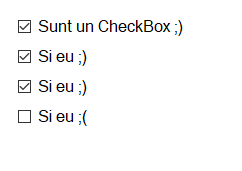 Sunt un CheckBox ;)
Si eu ;)
Si eu ;)
Si eu ;(